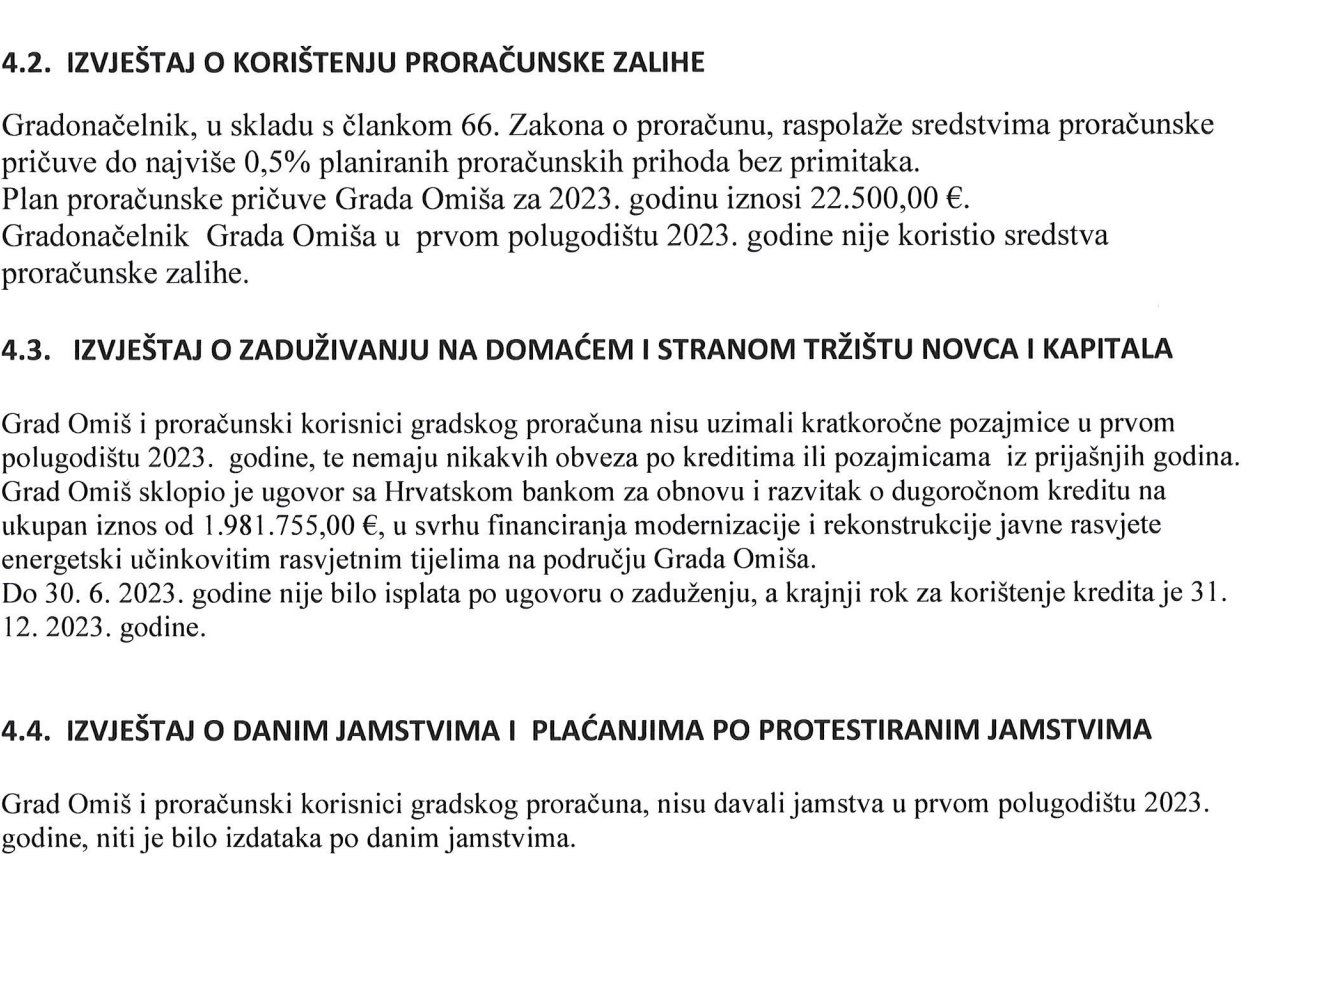 4.2. IZVJEŠTAJ O KORIŠTENJU PRORAČUNSKE ZALIHE
Gradonačelnik, u skladu s člankom 66. Zakona o proračunu, raspolaže sredstvima proračunske
pričuve do najviše 0,5% planiranih proračunskih prihoda bez primitaka.
Plan proračunske pričuve Grada Omiša za 2023. godinu iznosi 22.500,00 €.
Gradonačelnik Grada Omiša u prvom polugodištu 2023. godine nije koristio sredstva
proračunske zalihe.
4.3. IZVJEŠTAJ O ZADUŽIVANJU NA DOMAĆEM I STRANOM TRŽIŠTU NOVCA I KAPITALA
Grad Omiš i proračunski korisnici gradskog proračuna nisu uzimali kratkoročne pozajmice u prvom
polugodištu 2023. godine, te nemaju nikakvih obveza po kreditima ili pozajmicama iz prijašnjih godina.
Grad Omiš sklopio je ugovor sa Hrvatskom bankom za obnovu i razvitak o dugoročnom kreditu na
ukupan iznos od 1.981.755,00 €, u svrhu financiranja modernizacije i rekonstrukcije javne rasvjete
energetski učinkovitim rasvjetnim tijelima na području Grada Omiša.
Do 30. 6. 2023. godine nije bilo isplata po ugovoru o zaduženju, a krajnji rok za korištenje kredita je 31.
12. 2023. godine.
4.4. IZVJEŠTAJ O DANIM JAMSTVIMA I PLAĆANJIMA PO PROTESTIRANIM JAMSTVIMA
Grad Omiš i proračunski korisnici gradskog proračuna, nisu davali jamstva u prvom polugodištu 2023.
godine, niti je bilo izdataka po danim jamstvima.